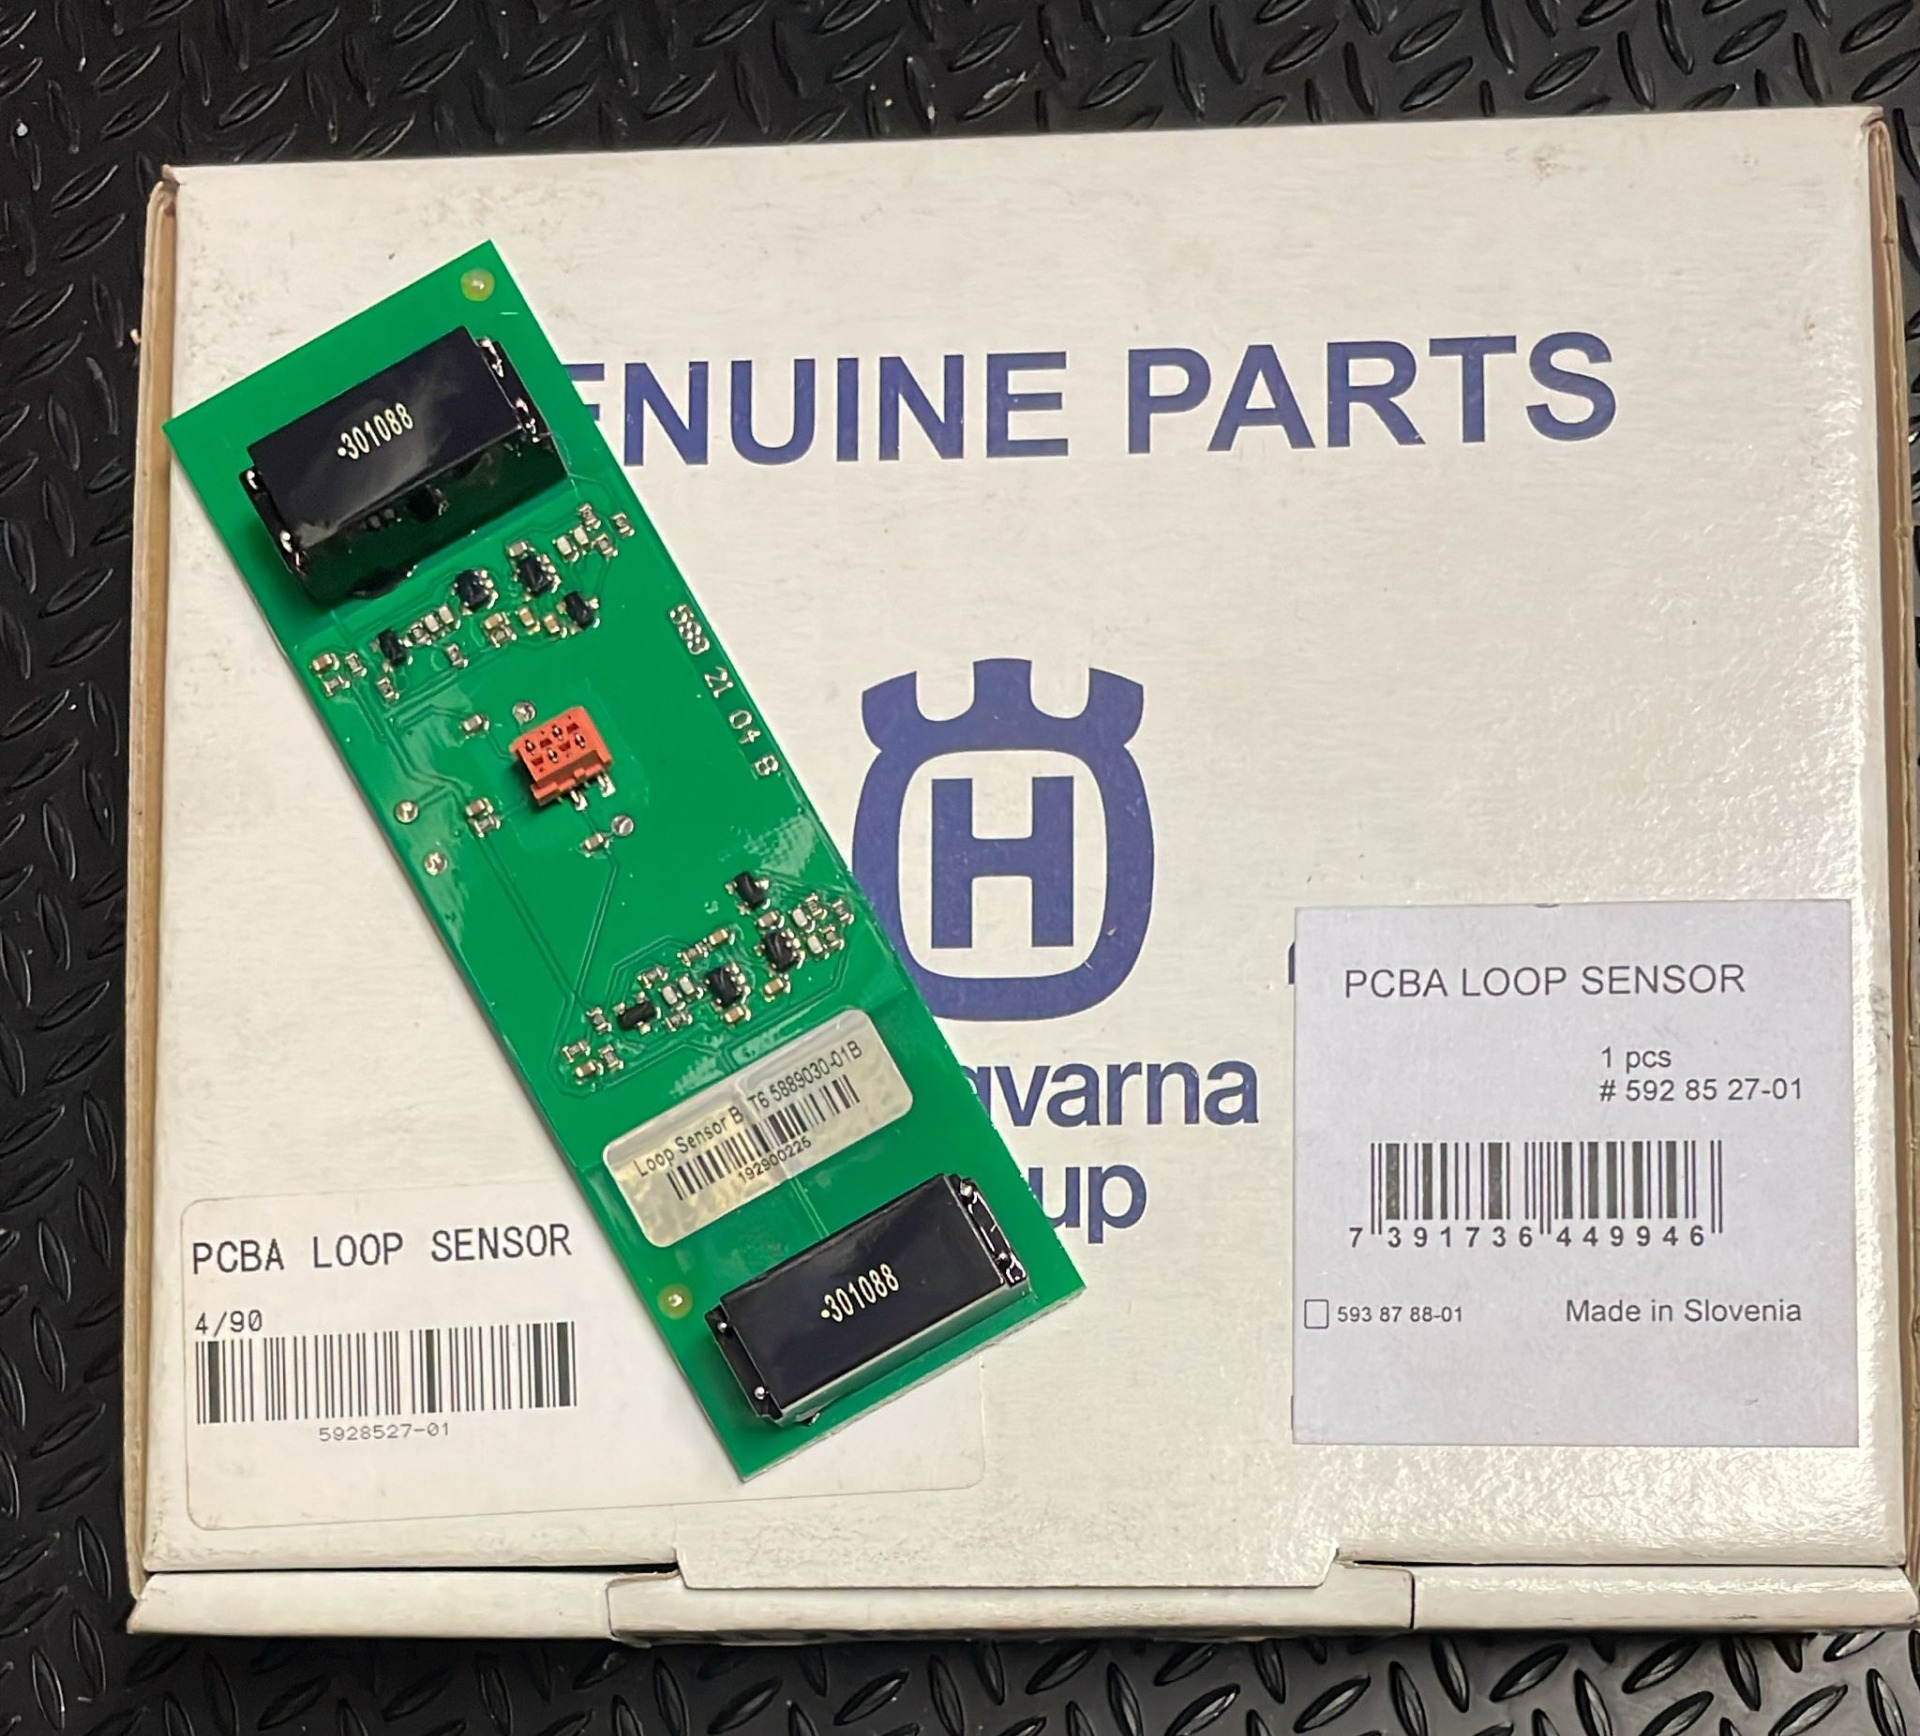 ENUINE PARTS
H
qvarna
up
PCBA LOOP SENSOR
1 pcs
# 592 85 27-01
7 391736 449946
593 87 88-01
Made in Slovenia
PCBA LOOP SENSOR
4/90
5928527-01
301088
21 04 B
Loop Sensor B T6 5889030-01B
192900225
301088